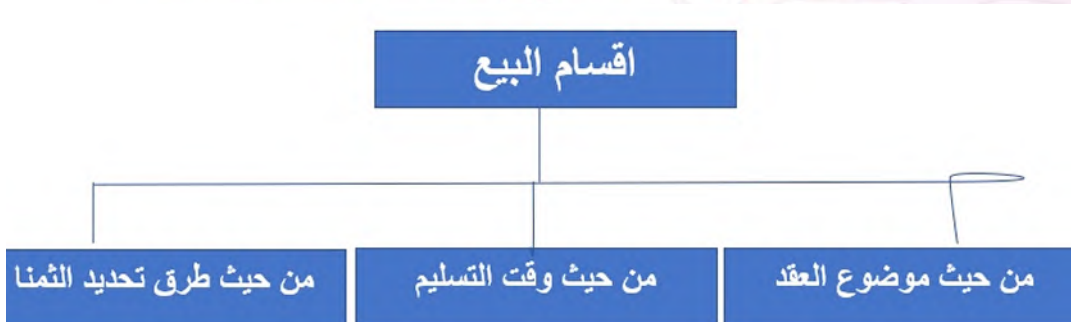 اقسام البيع
من حيث موضوع العقد
من حيث وقت التسليم
من حيث طرق تحديد الثمنا